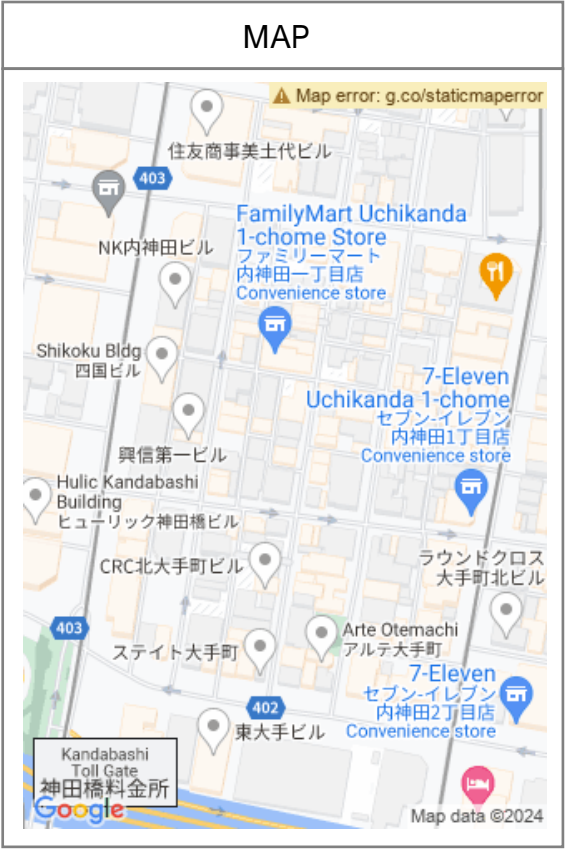 MAP
Map error: g.co/staticmaperror
住友商事美土代ビル
403
FamilyMart Uchikanda
1-chome Store
ファミリーマート
内神田一丁目店
Convenience store
NK内神田ビル
Shikoku Bldg
四国ビル
7-Eleven
Uchikanda 1-chome
セブン-イレブン
内神田1丁目店
Convenience store
興信第一ビル
Hulic Kandabashi
Building
ヒューリック神田橋ビル
CRC北大手町ビル
ラウンドクロス
大手町北ビル
403
Arte Otemachi
アルテ大手町
ステイト大手町
7-Eleven
セブン-イレブン
内神田2丁目店
Convenience store
402
東大手ビル
Kandabashi
Toll Gate
神田橋料金所
Google
Map data ©2024